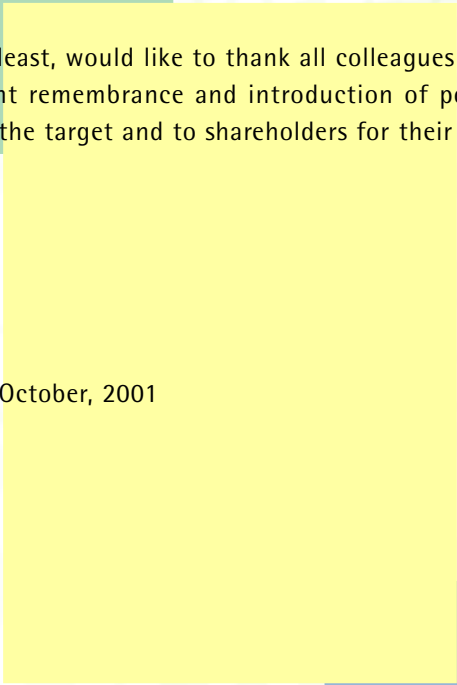 least, would like to thank all colleagues
nt remembrance and introduction of po
the target and to shareholders for their
October, 2001